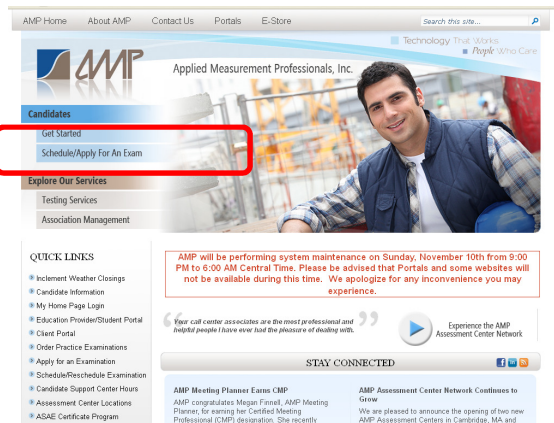 AMP Home About AMP Contact Us Portals E-Store Search this site...
Technology That Works
People Who Care
AMP
Applied Measurement Professionals, Inc.
Candidates
Get Started
Schedule/Apply For An Exam
Explore Our Services
Testing Services
Association Management
QUICK LINKS
Inclement Weather Closings
Candidate Information
My Home Page Login
Education Provider/Student Portal
Client Portal
Order Practice Examinations
Apply for an Examination
Schedule/Reschedule Examination
Candidate Support Center Hours
Assessment Center Locations
ASAE Certificate Program
AMP will be performing system maintenance on Sunday, November 10th from 9:00
PM to 6:00 AM Central Time. Please be advised that Portals and some websites will
not be available during this time. We apologize for any inconvenience you may
experience.
Your call center associates are the most professional and
helpful people I have ever had the pleasure of dealing with.
Experience the AMP
Assessment Center Network
STAY CONNECTED
AMP Meeting Planner Earns CMP
AMP congratulates Megan Finnell, AMP Meeting
Planner, for earning her Certified Meeting
Professional (CMP) designation. She recently
AMP Assessment Center Network Continues to
Grow
We are pleased to announce the opening of two new
AMP Assessment Centers in Cambridge, MA and